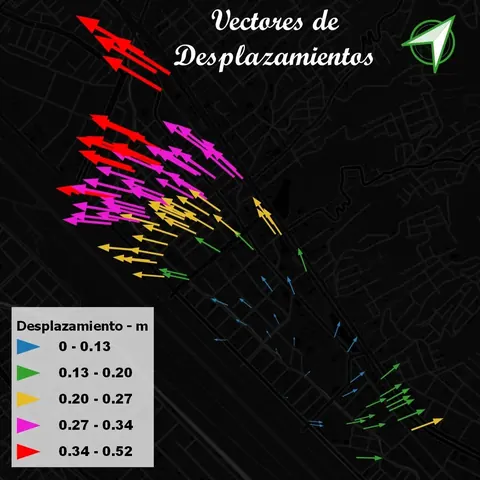 Vectores de
Desplazamientos
Desplazamiento - m
0 - 0.13
0.13 - 0.20
0.20 - 0.27
0.27 - 0.34
0.34 - 0.52